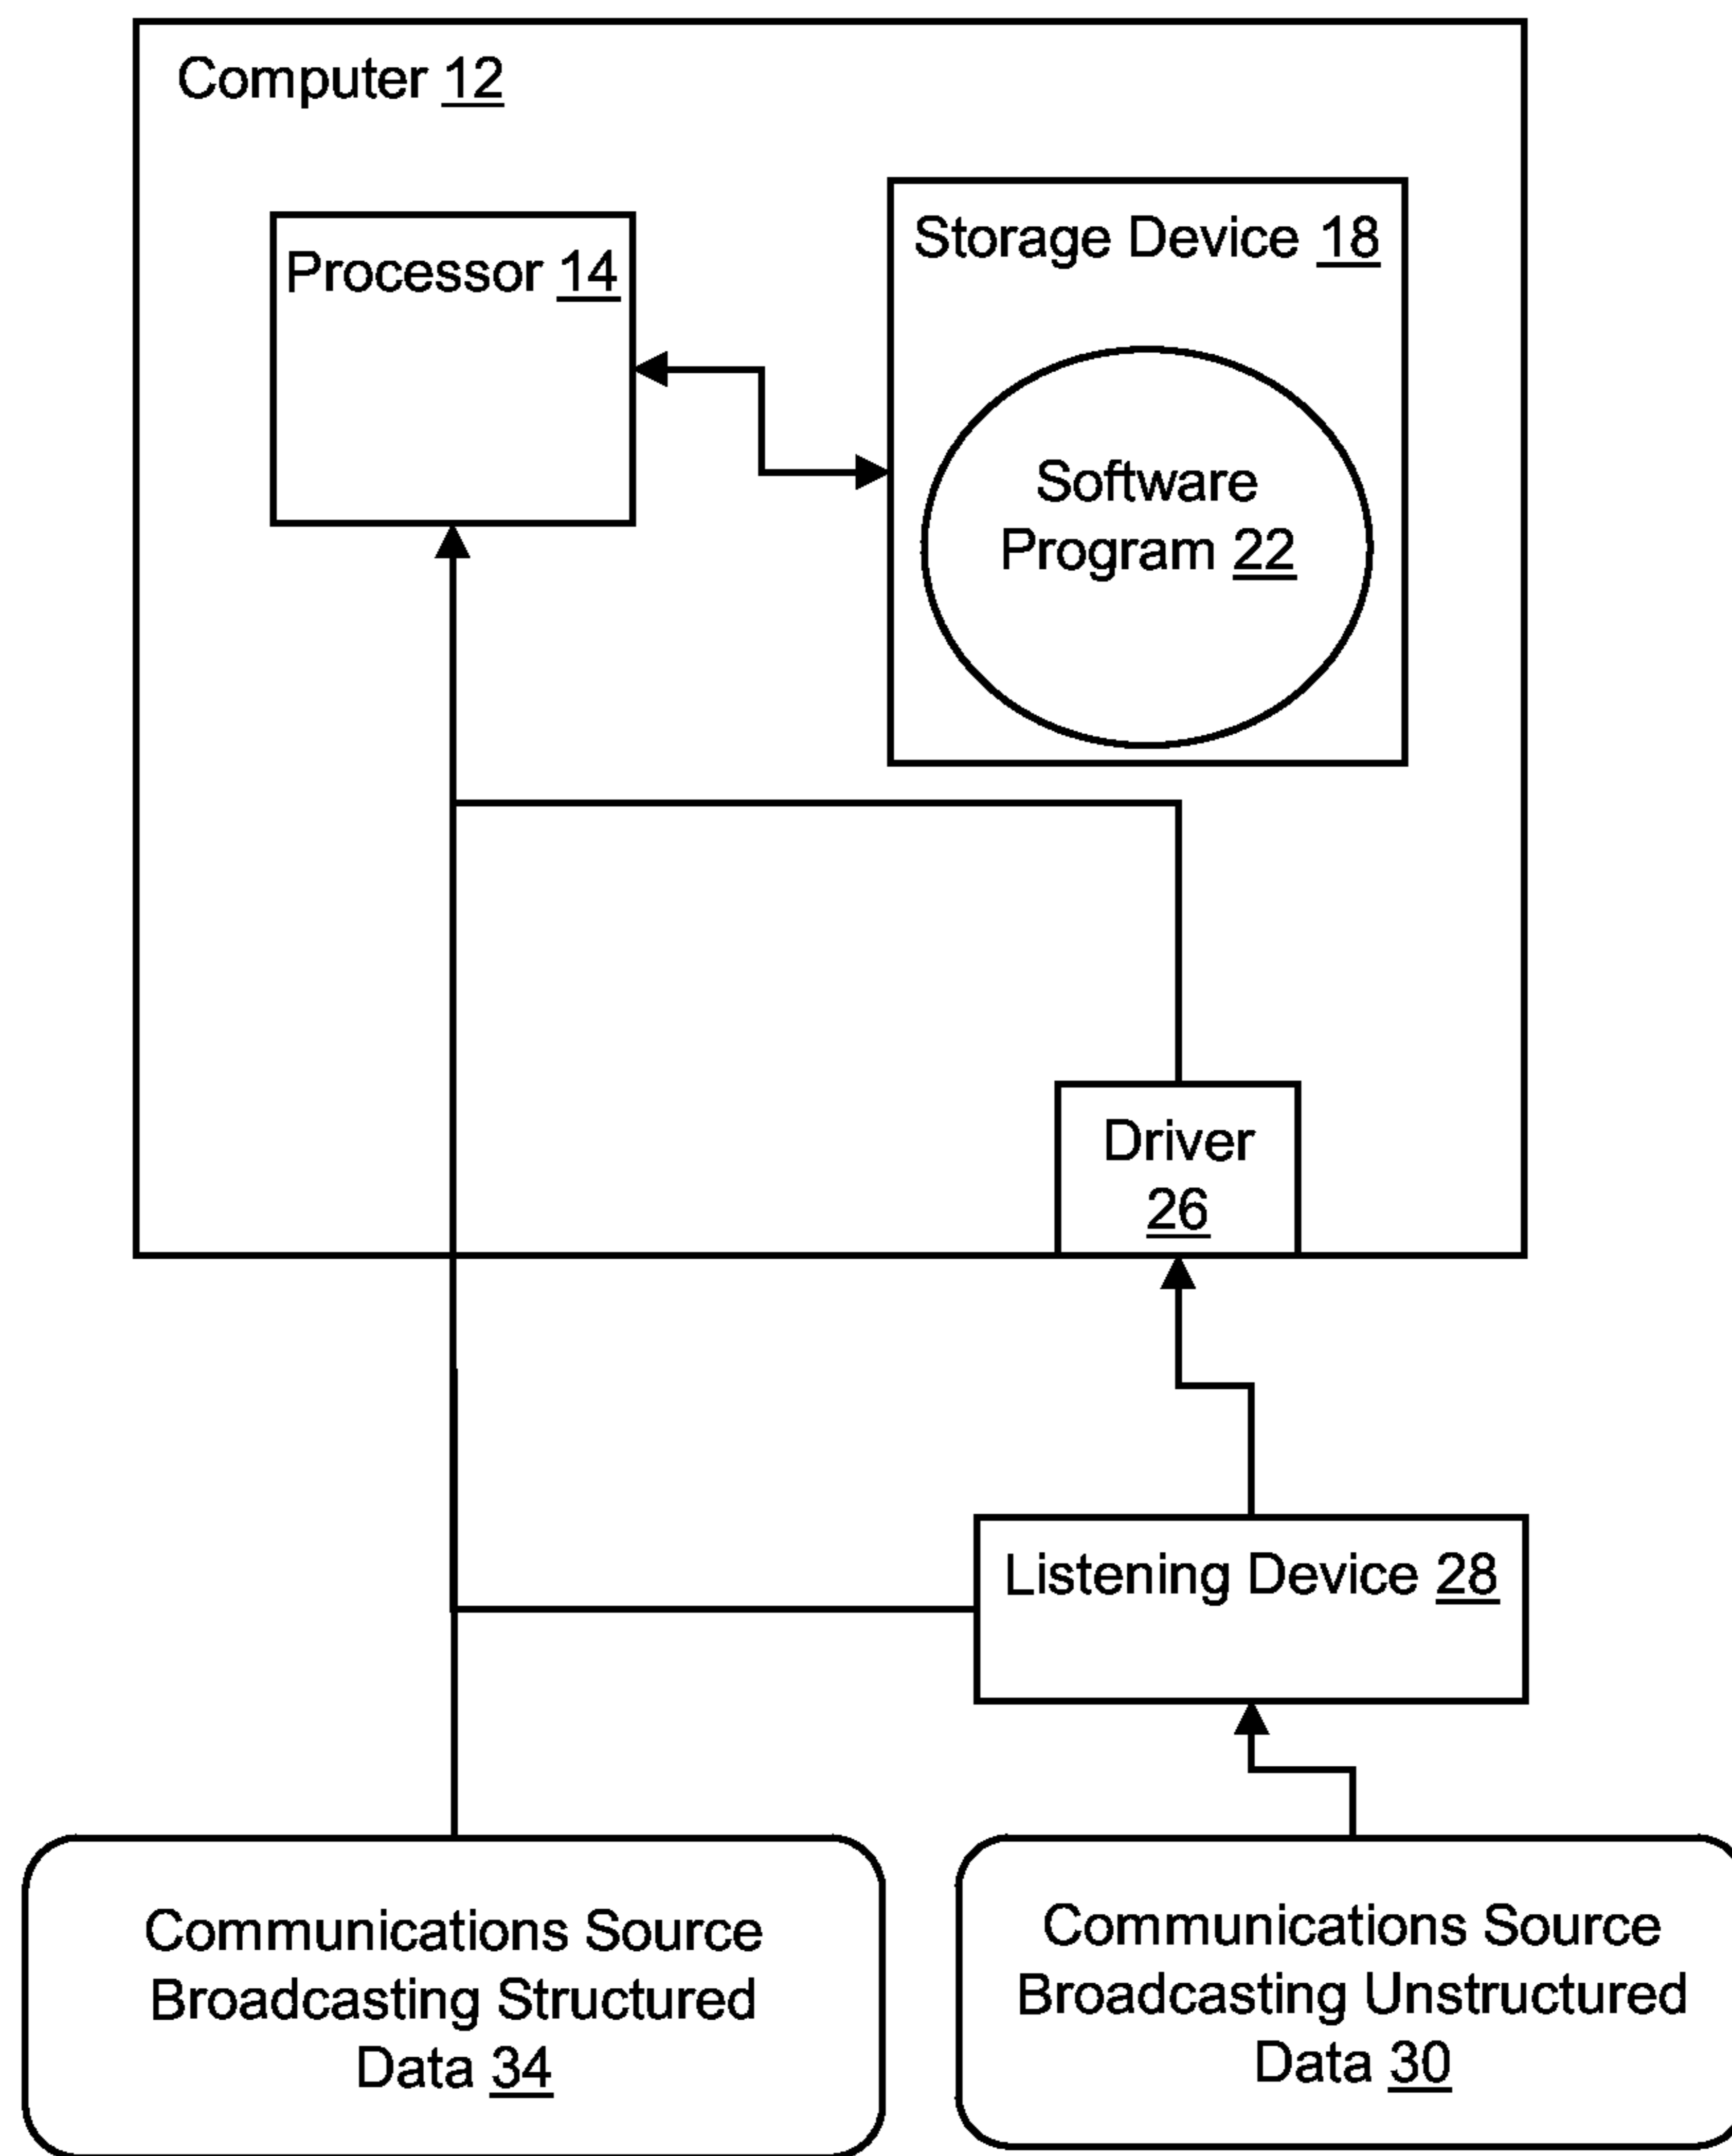 Computer 12
Processor 14
Storage Device 18
Software
Program 22
Driver
26
Listening Device 28
Communications Source
Broadcasting Structured
Data 34
Communications Source
Broadcasting Unstructured
Data 30